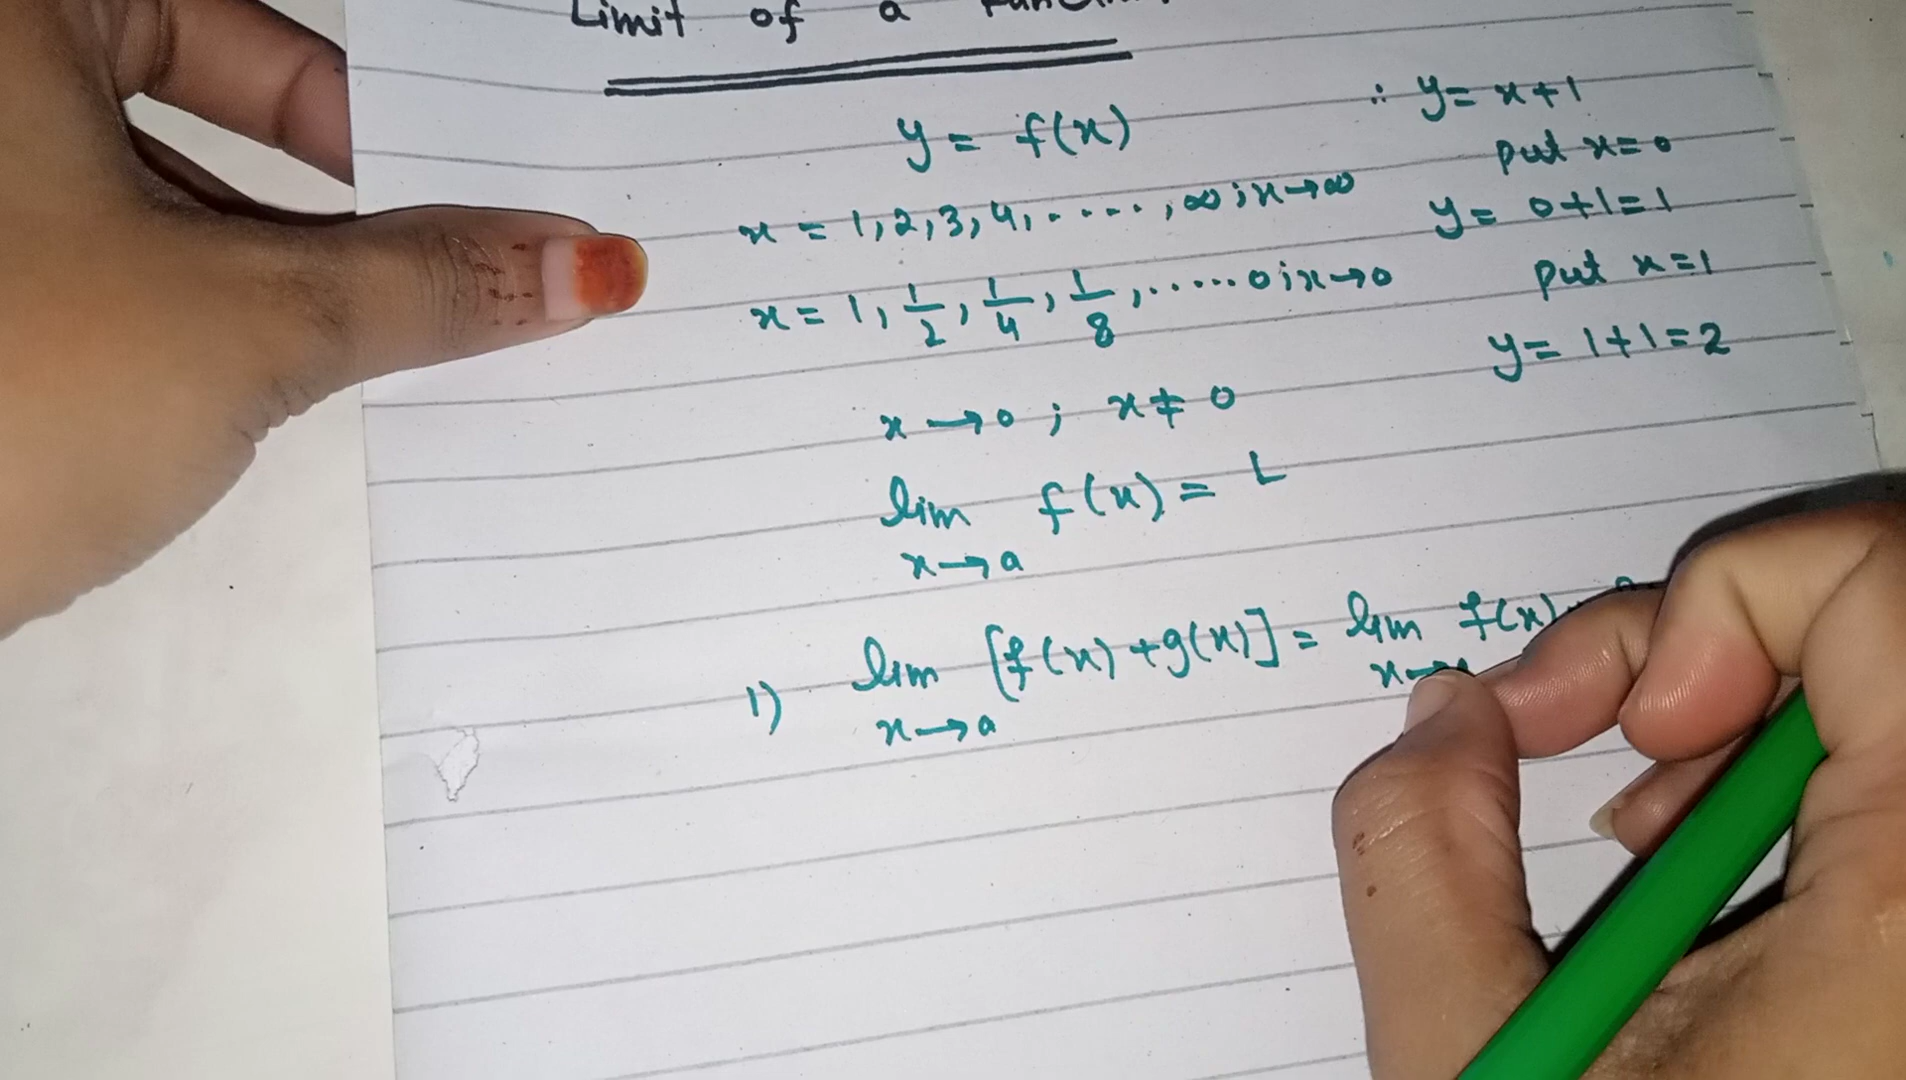 Limit of a
y = f(x)
x = 1, 2, 3, 4, ....., ∞ ; x→∞
x = 1, 1/2, 1/4, 1/8, ......0 ; x→0
x → 0 ; x ≠ 0
lim f(x) = L
x→a
1) lim [f(x) + g(x)] = lim f(x)
x→a x→
∴ y = x+1
put x=0
y = 0+1=1
put x=1
y = 1+1=2